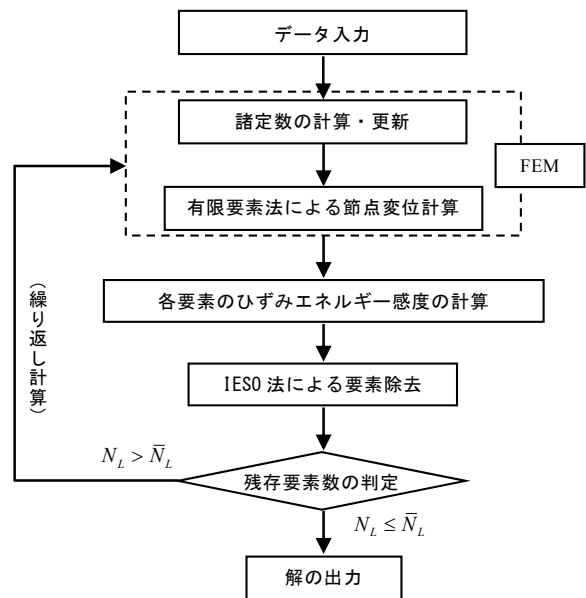 データ入力
諸定数の計算・更新
FEM
有限要素法による節点変位計算
各要素のひずみエネルギー感度の計算
(繰り返し計算)
IESO 法による要素除去
N_L > N̅_L
残存要素数の判定
N_L ≤ N̅_L
解の出力